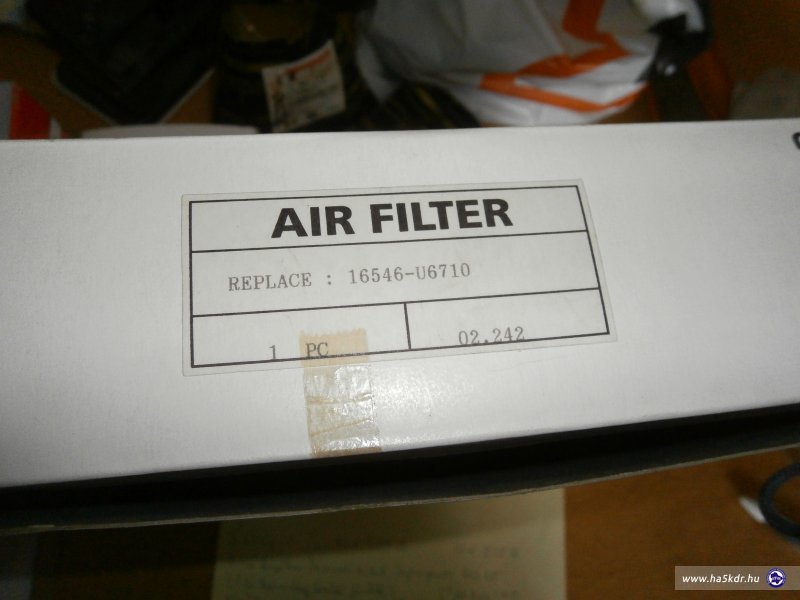 AIR FILTER
REPLACE : 16546-U6710
1 PC
02.242
www.ha5kdr.hu